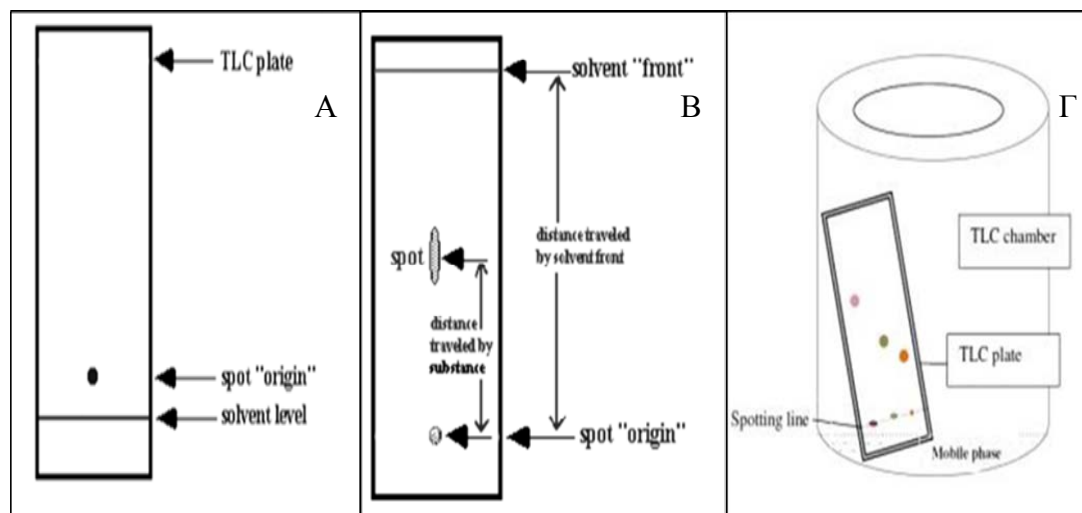 TLC plate
Α
spot "origin"
solvent level
solvent "front"
Β
spot
distance traveled
by solvent front
distance
traveled by
substance
spot "origin"
Γ
TLC chamber
TLC plate
Spotting line
Mobile phase